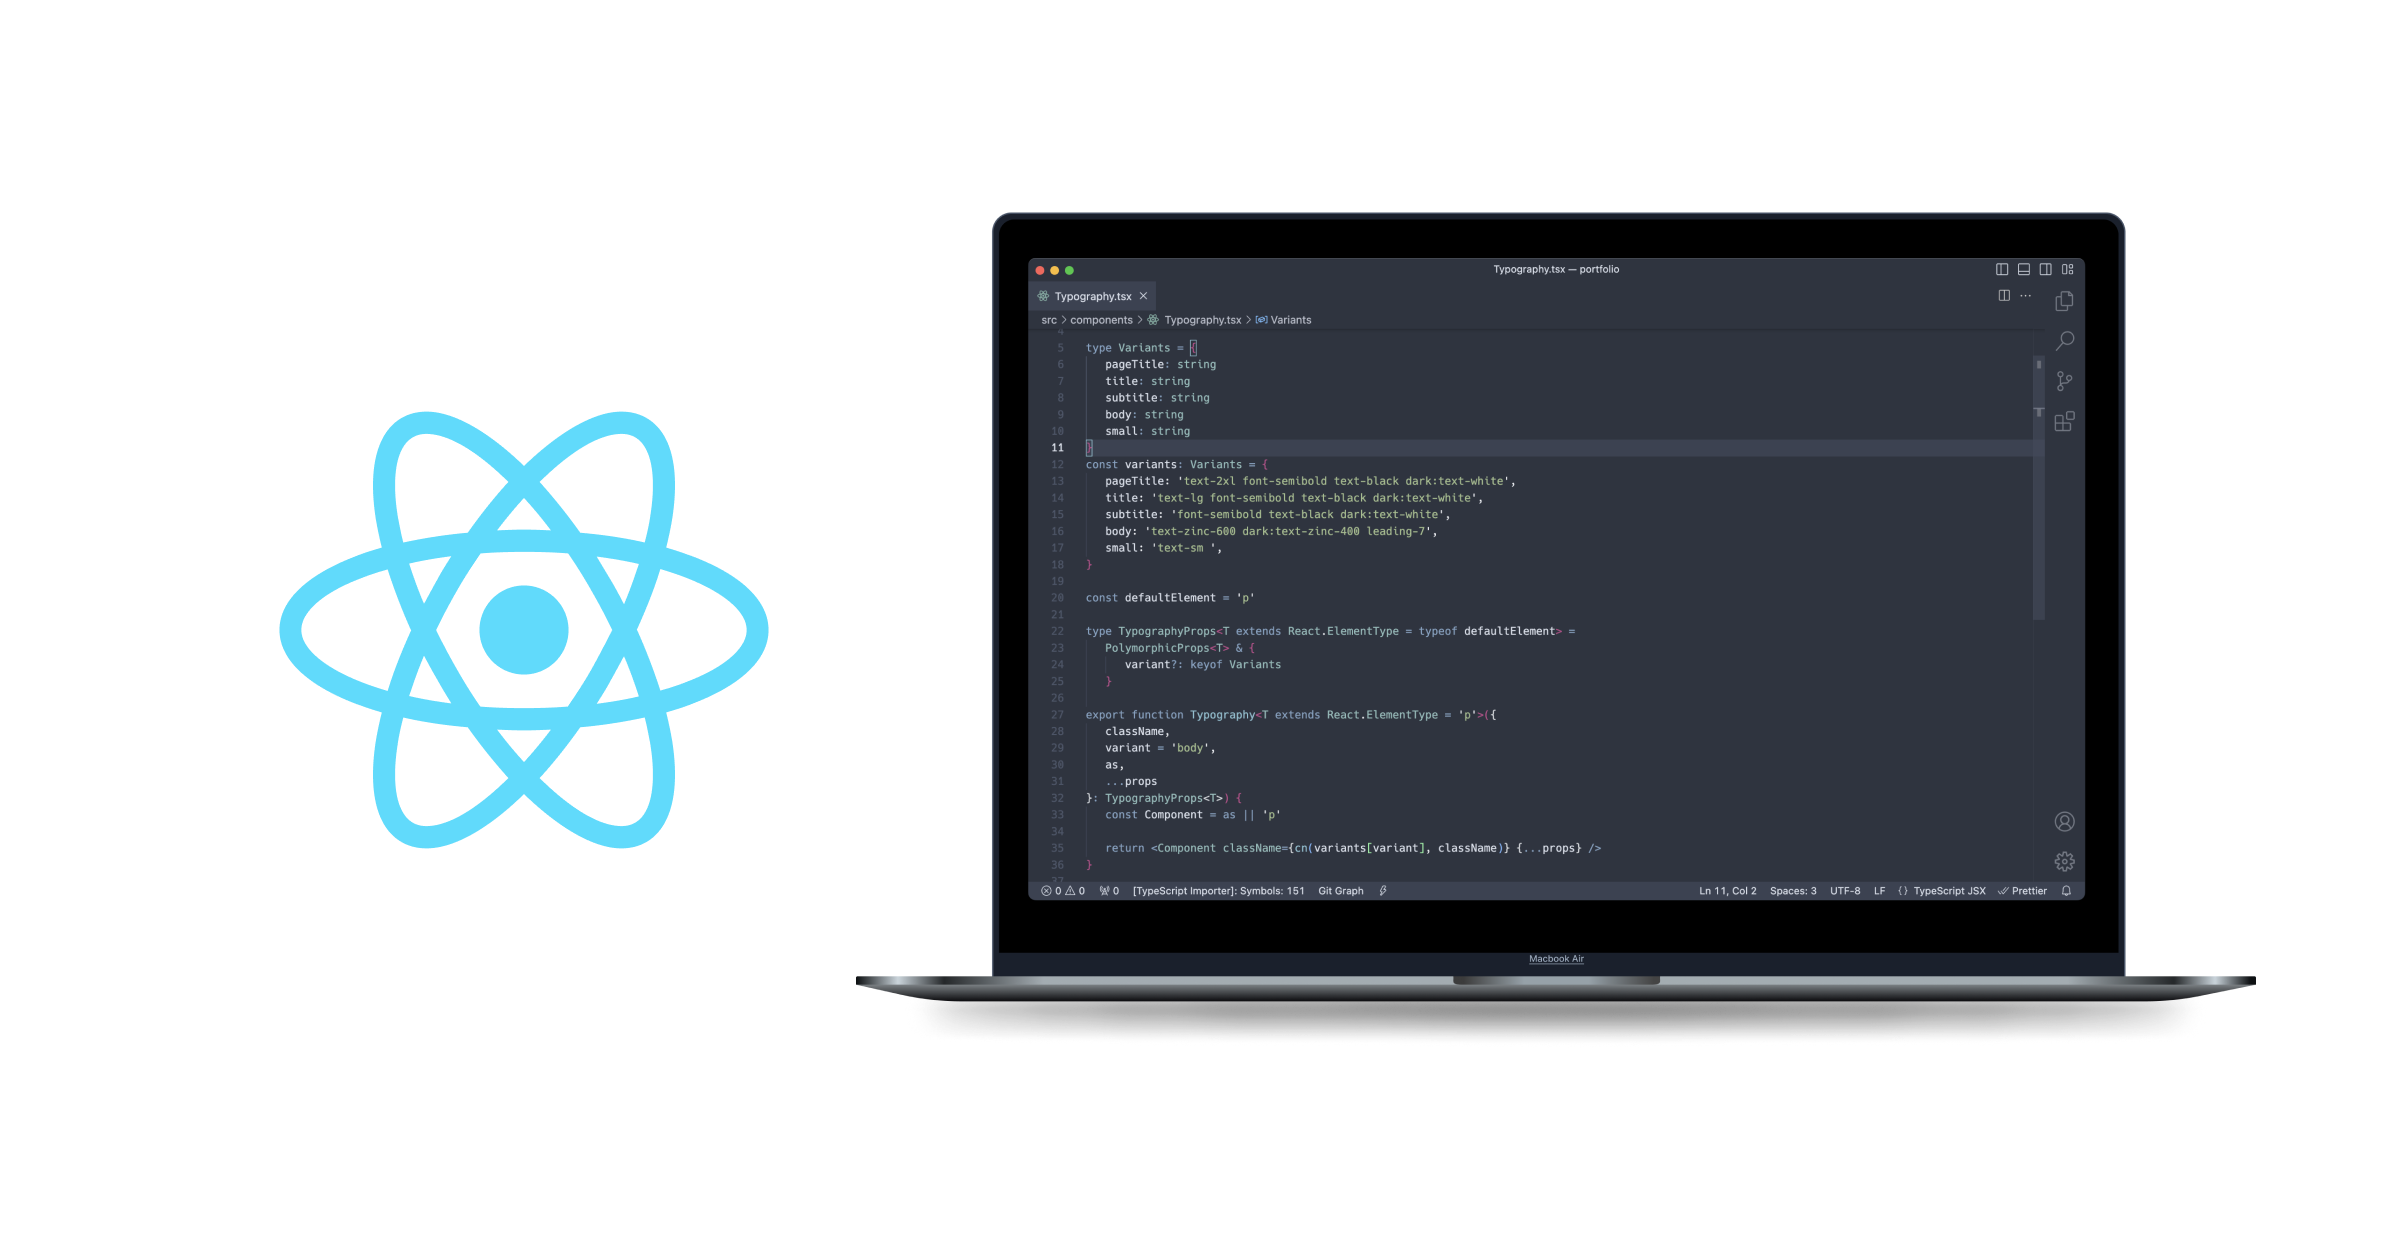 Typography.tsx — portfolio
Typography.tsx
src > components > Typography.tsx > Variants
4
5 type Variants = {
6 pageTitle: string
7 title: string
8 subtitle: string
9 body: string
10 small: string
11 }
12 const variants: Variants = {
13 pageTitle: 'text-2xl font-semibold text-black dark:text-white',
14 title: 'text-lg font-semibold text-black dark:text-white',
15 subtitle: 'font-semibold text-black dark:text-white',
16 body: 'text-zinc-600 dark:text-zinc-400 leading-7',
17 small: 'text-sm ',
18 }
19
20 const defaultElement = 'p'
21
22 type TypographyProps<T extends React.ElementType = typeof defaultElement> =
23 PolymorphicProps<T> & {
24 variant?: keyof Variants
25 }
26
27 export function Typography<T extends React.ElementType = 'p'>({
28 className,
29 variant = 'body',
30 as,
31 ...props
32 }: TypographyProps<T>) {
33 const Component = as || 'p'
34
35 return <Component className={cn(variants[variant], className)} {...props} />
36 }
37
0 0 0 [TypeScript Importer]: Symbols: 151 Git Graph Ln 11, Col 2 Spaces: 3 UTF-8 LF {} TypeScript JSX Prettier
Macbook Air